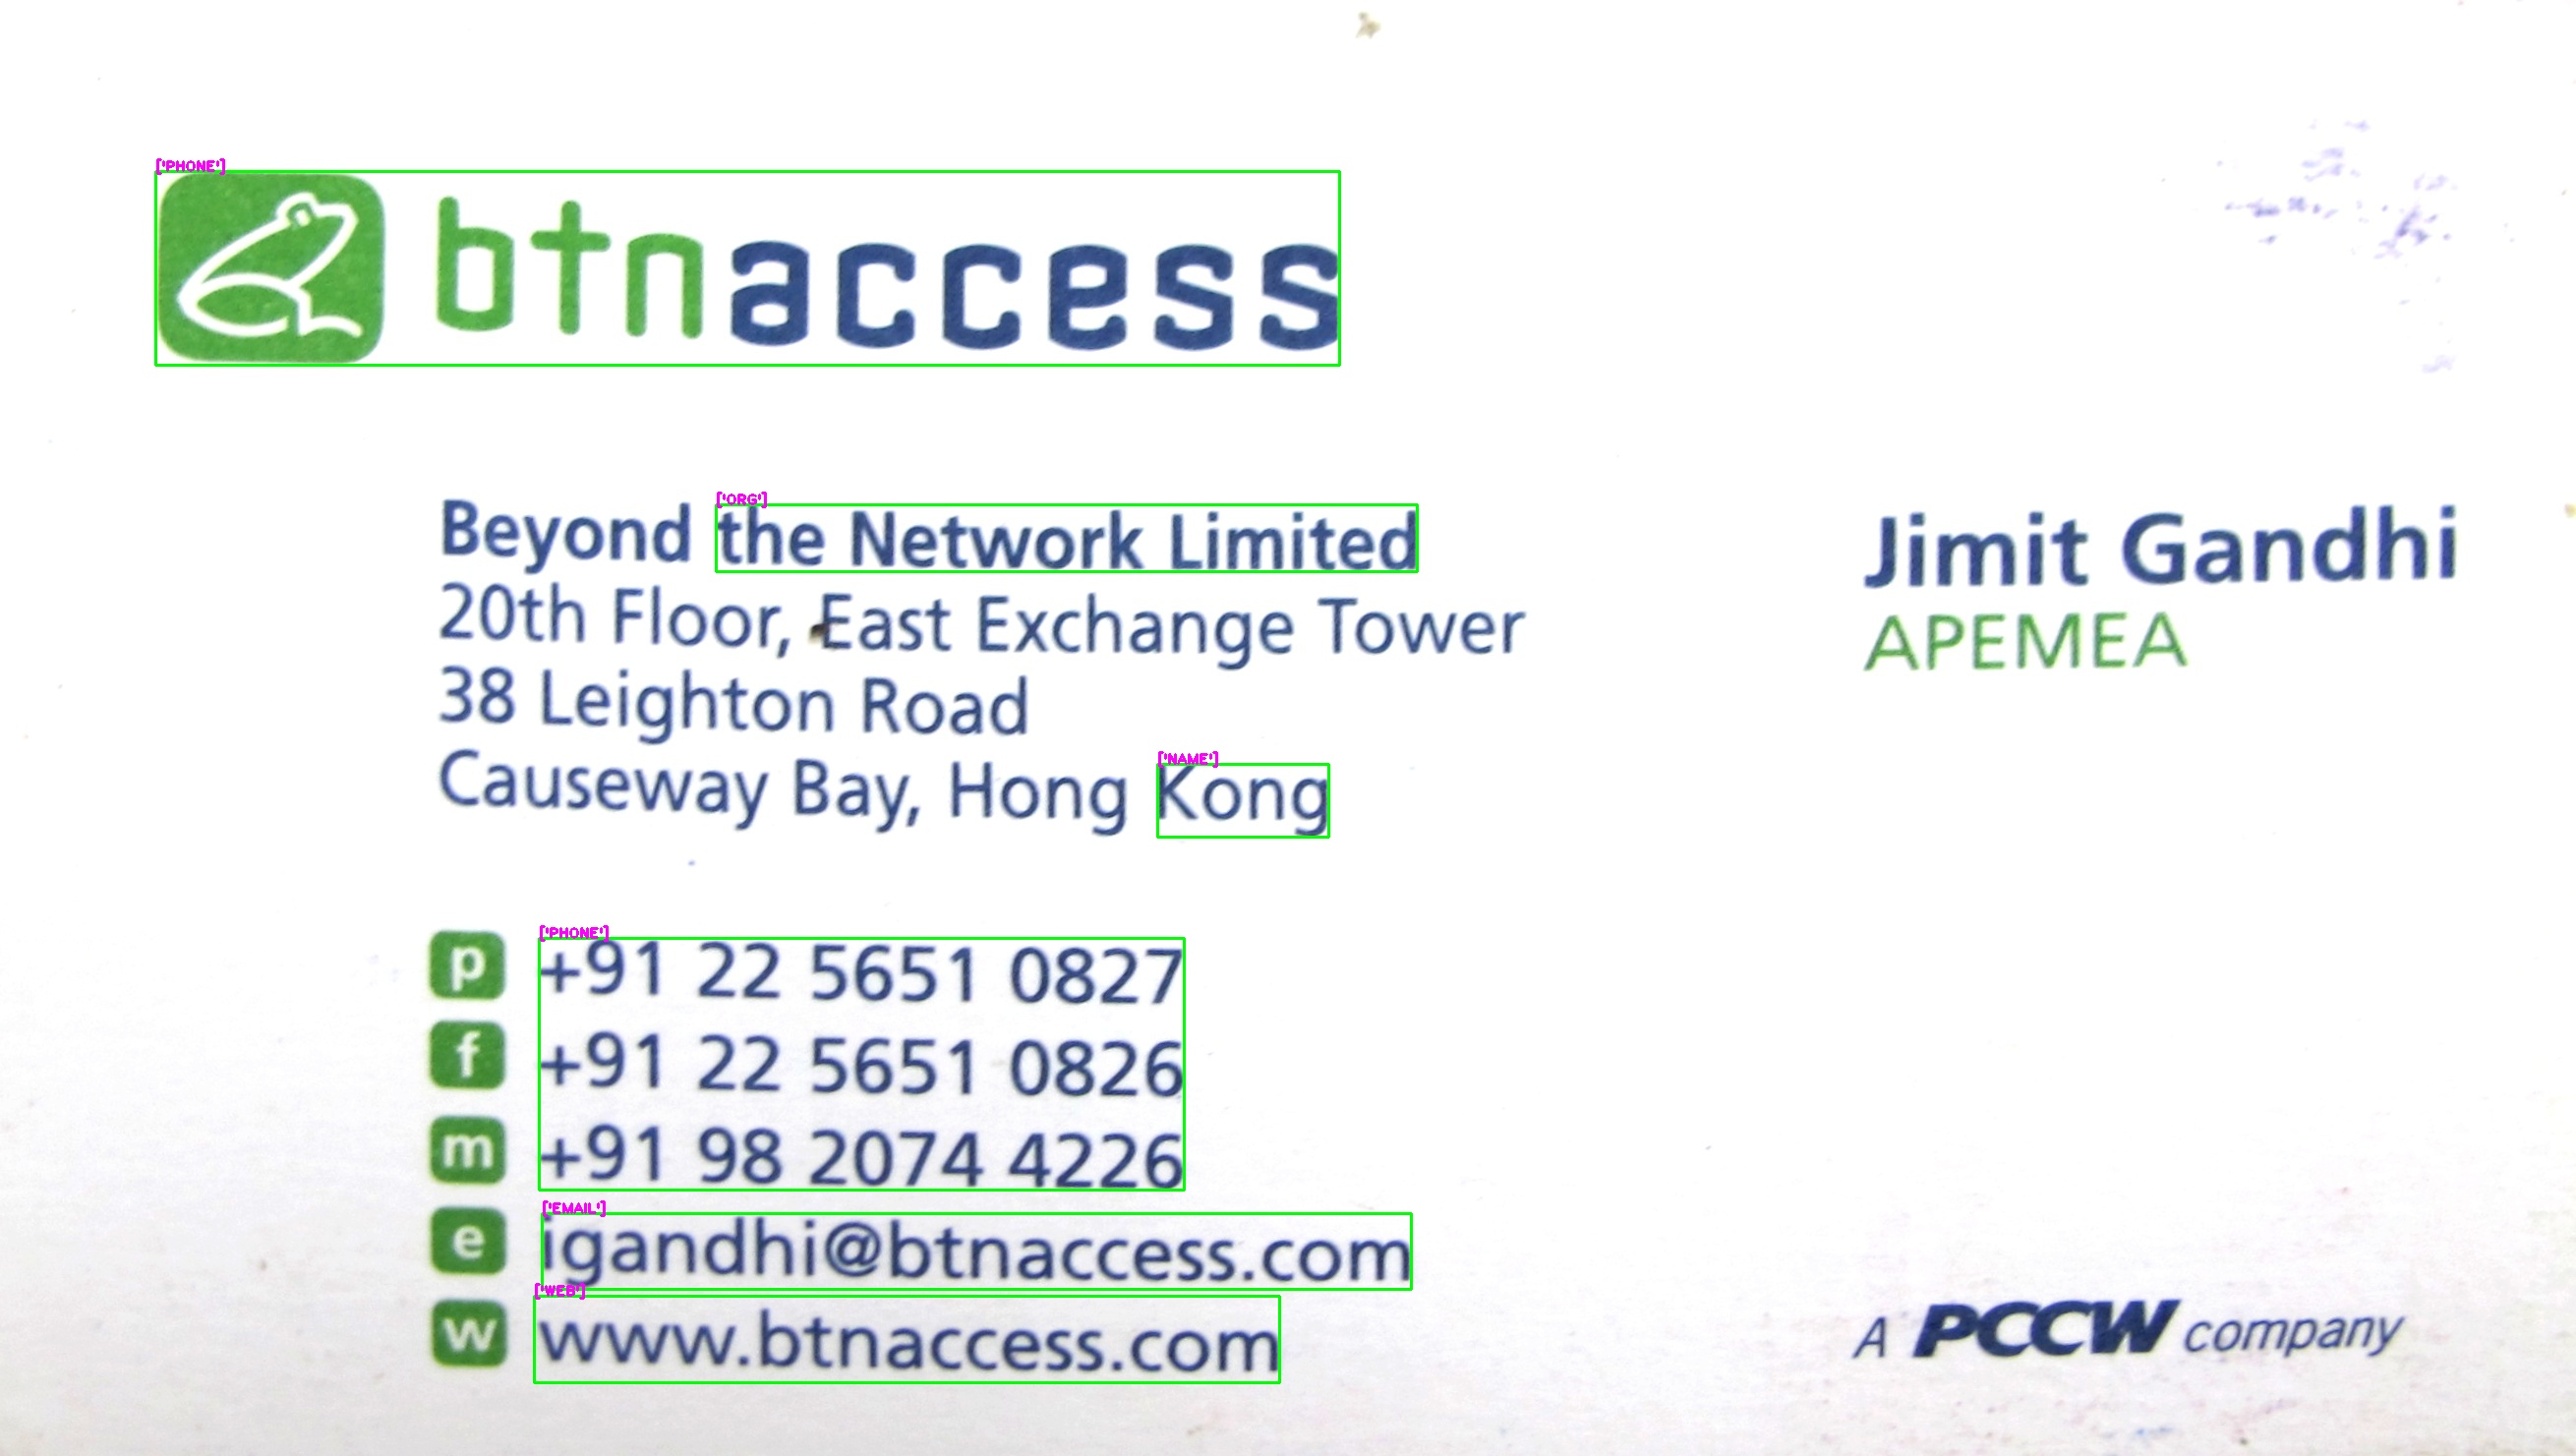 ['PHONE']
btnaccess
['ORG']
Beyond the Network Limited
20th Floor, East Exchange Tower
38 Leighton Road
['NAME']
Causeway Bay, Hong Kong
Jimit Gandhi
APEMEA
['PHONE']
p +91 22 5651 0827
f +91 22 5651 0826
m +91 98 2074 4226
['EMAIL']
e igandhi@btnaccess.com
['WEB']
w www.btnaccess.com
A PCCW company